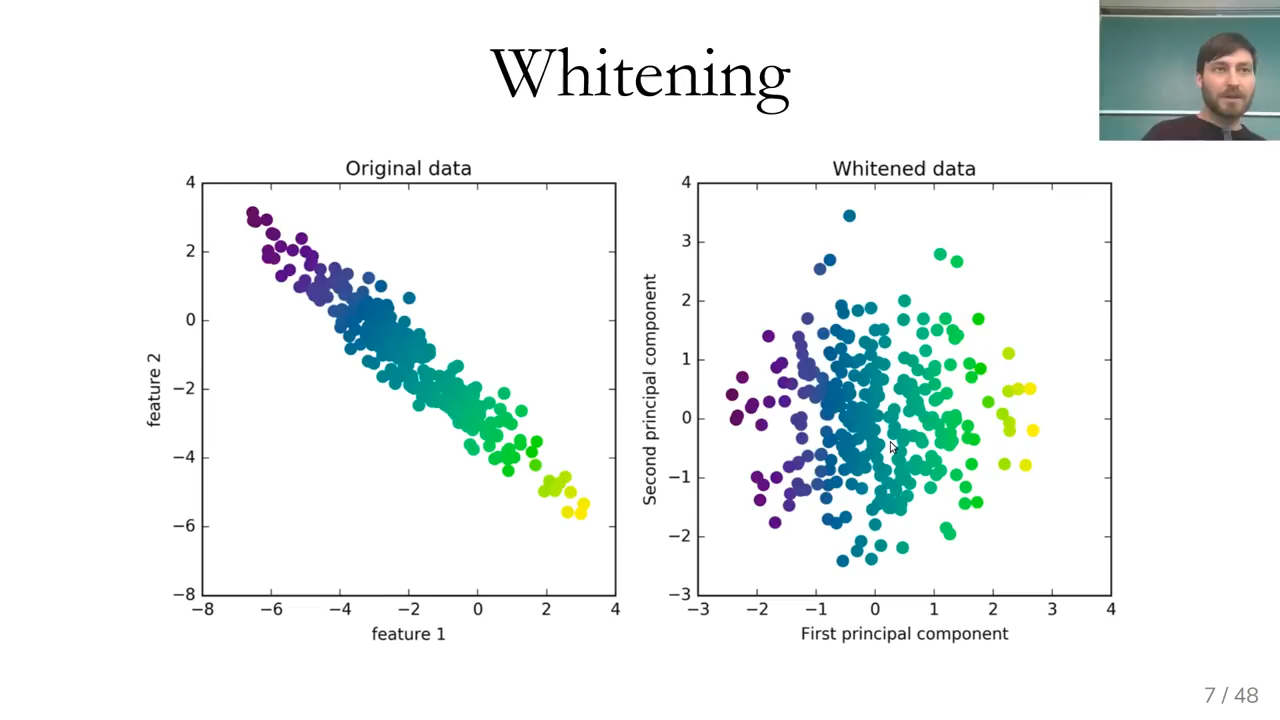 Whitening
Original data
4
2
0
−2
−4
−6
−8
feature 2
−8 −6 −4 −2 0 2 4
feature 1
Whitened data
4
3
2
1
0
−1
−2
−3
Second principal component
−3 −2 −1 0 1 2 3 4
First principal component
7 / 48